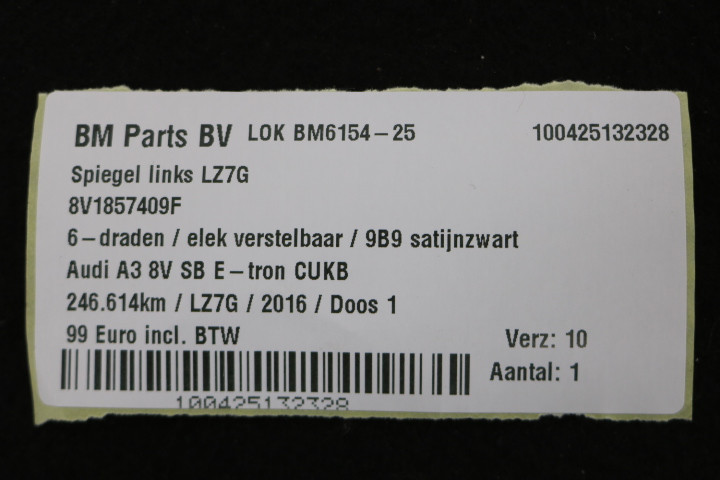 BM Parts BV LOK BM6154-25 100425132328
Spiegel links LZ7G
8V1857409F
6-draden / elek verstelbaar / 9B9 satijnzwart
Audi A3 8V SB E-tron CUKB
246.614km / LZ7G / 2016 / Doos 1
99 Euro incl. BTW Verz: 10
Aantal: 1
100425132328